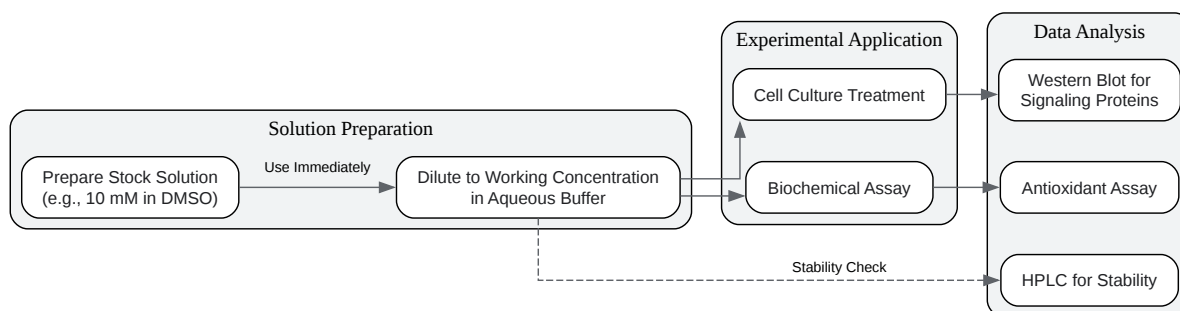 Solution Preparation
Prepare Stock Solution
(e.g., 10 mM in DMSO)
Use Immediately
Dilute to Working Concentration
in Aqueous Buffer
Experimental Application
Cell Culture Treatment
Biochemical Assay
Stability Check
Data Analysis
Western Blot for
Signaling Proteins
Antioxidant Assay
HPLC for Stability